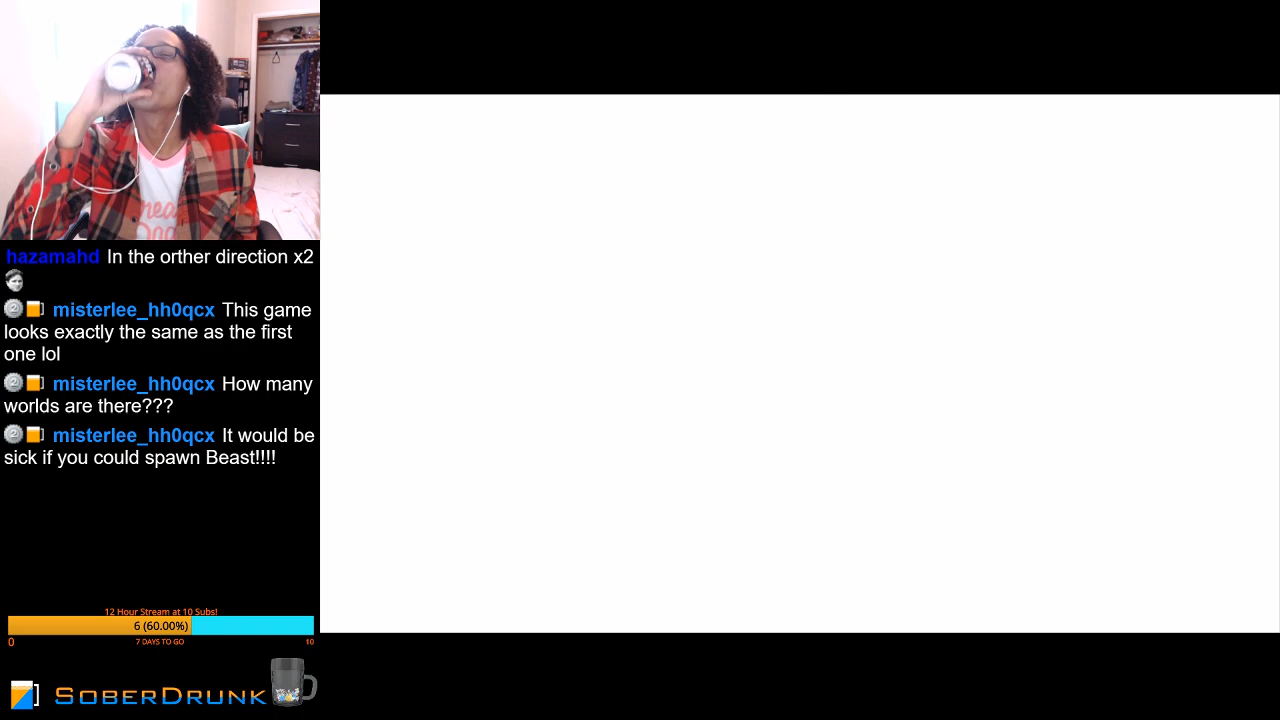 hazamahd In the orther direction x2
misterlee_hh0qcx This game
looks exactly the same as the first
one lol
misterlee_hh0qcx How many
worlds are there???
misterlee_hh0qcx It would be
sick if you could spawn Beast!!!!
12 Hour Stream at 10 Subs!
6 (60.00%)
0 7 DAYS TO GO 10
SOBERDRUNK